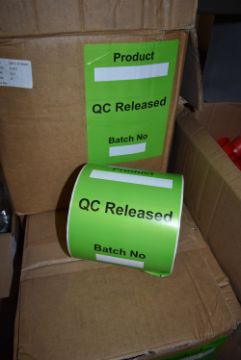 Product
QC Released
Batch No
Product
QC Released
Batch No